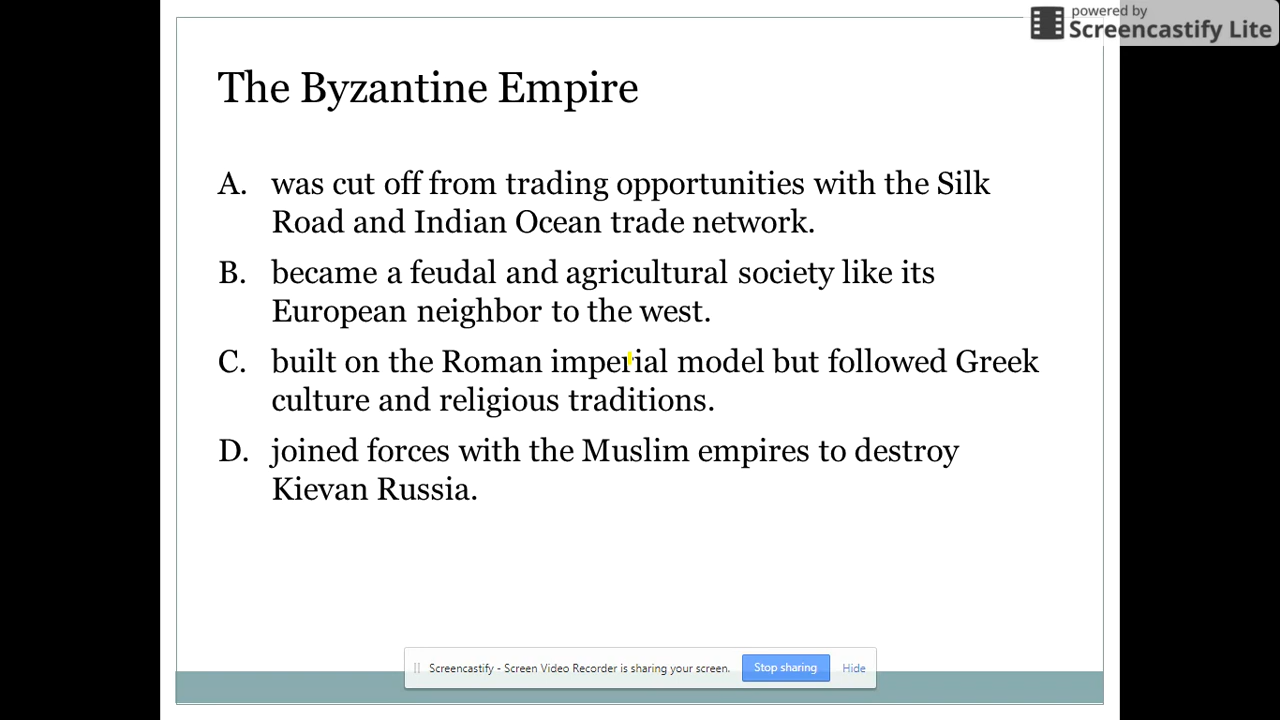 powered by
Screencastify Lite
The Byzantine Empire
A. was cut off from trading opportunities with the Silk
Road and Indian Ocean trade network.
B. became a feudal and agricultural society like its
European neighbor to the west.
C. built on the Roman imperial model but followed Greek
culture and religious traditions.
D. joined forces with the Muslim empires to destroy
Kievan Russia.
Screencastify - Screen Video Recorder is sharing your screen. Stop sharing Hide